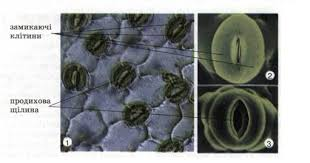 замикаючі
клітини
продихова
щілина
1
2
3